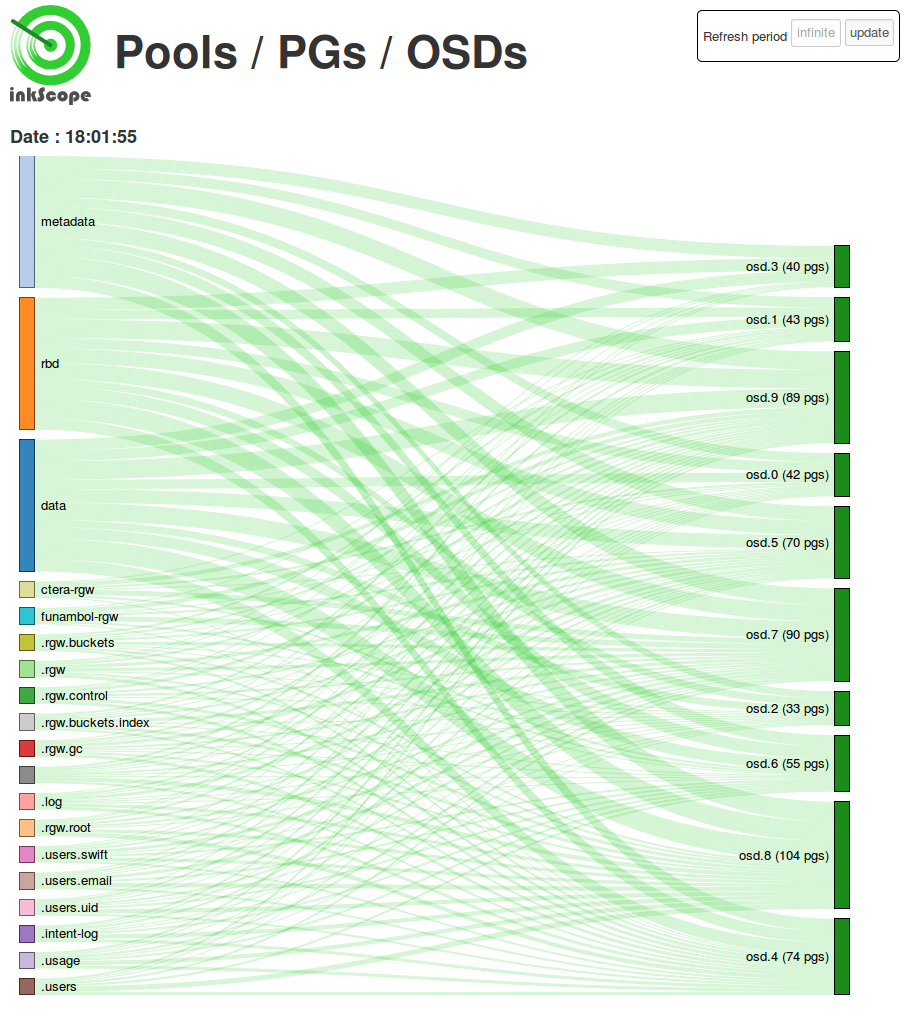 inkScope
Pools / PGs / OSDs
Refresh period infinite update
Date : 18:01:55
metadata
rbd
data
ctera-rgw
funambol-rgw
.rgw.buckets
.rgw
.rgw.control
.rgw.buckets.index
.rgw.gc
.log
.rgw.root
.users.swift
.users.email
.users.uid
.intent-log
.usage
.users
osd.3 (40 pgs)
osd.1 (43 pgs)
osd.9 (89 pgs)
osd.0 (42 pgs)
osd.5 (70 pgs)
osd.7 (90 pgs)
osd.2 (33 pgs)
osd.6 (55 pgs)
osd.8 (104 pgs)
osd.4 (74 pgs)